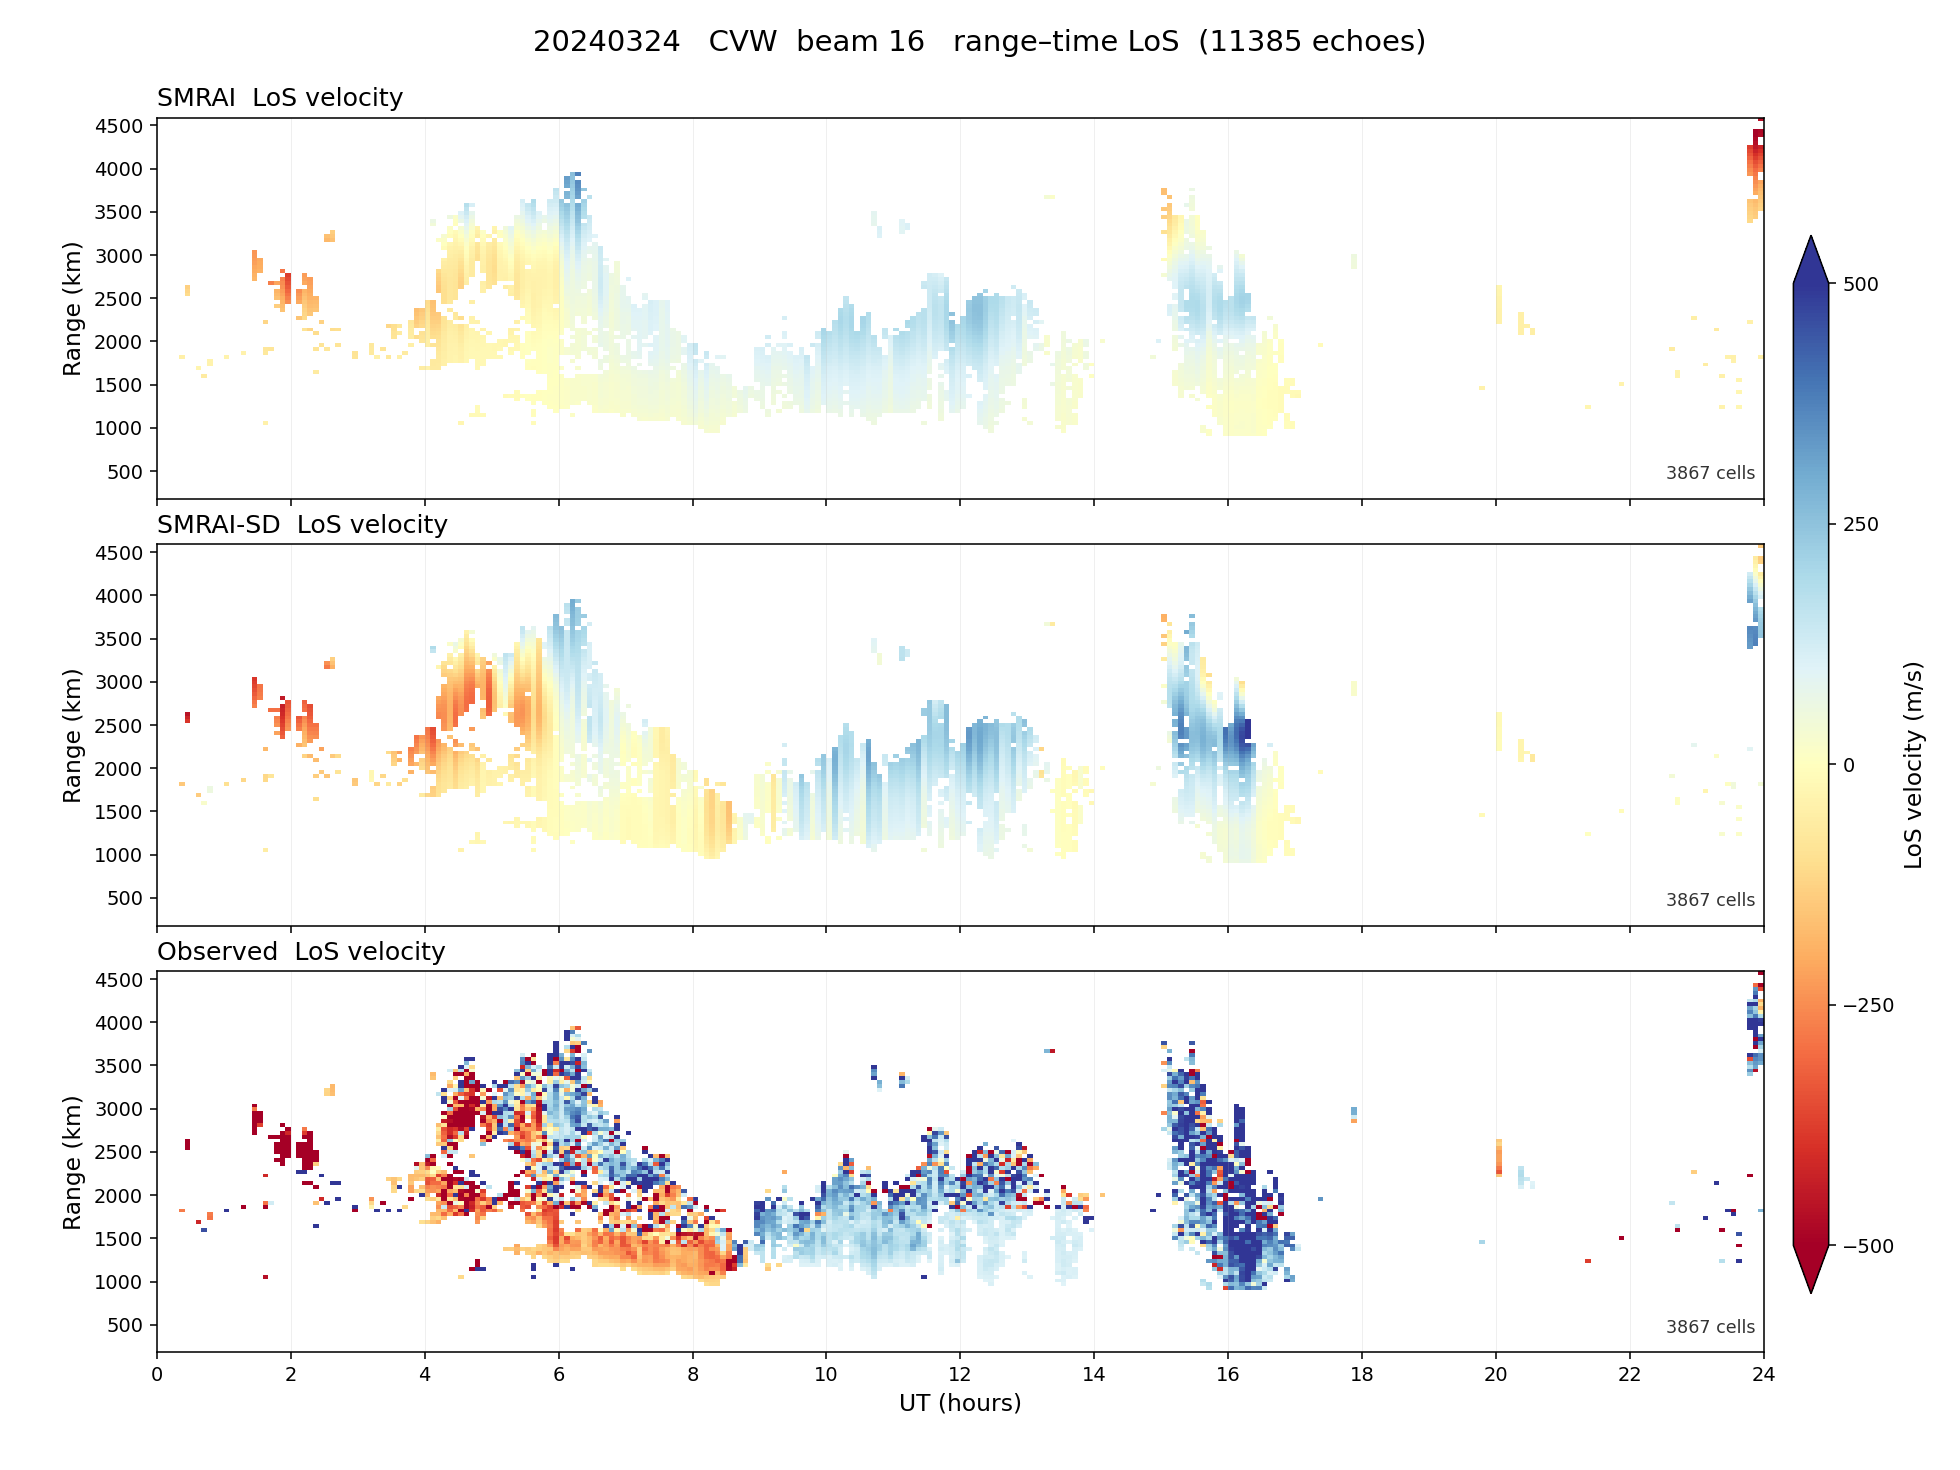 20240324   CVW  beam 16   range–time LoS  (11385 echoes)
SMRAI  LoS velocity
4500
4000
3500
3000
2500
2000
1500
1000
500
Range (km)
3867 cells
SMRAI-SD  LoS velocity
4500
4000
3500
3000
2500
2000
1500
1000
500
Range (km)
3867 cells
Observed  LoS velocity
4500
4000
3500
3000
2500
2000
1500
1000
500
Range (km)
3867 cells
0 2 4 6 8 10 12 14 16 18 20 22 24
UT (hours)
500
250
0
−250
−500
LoS velocity (m/s)